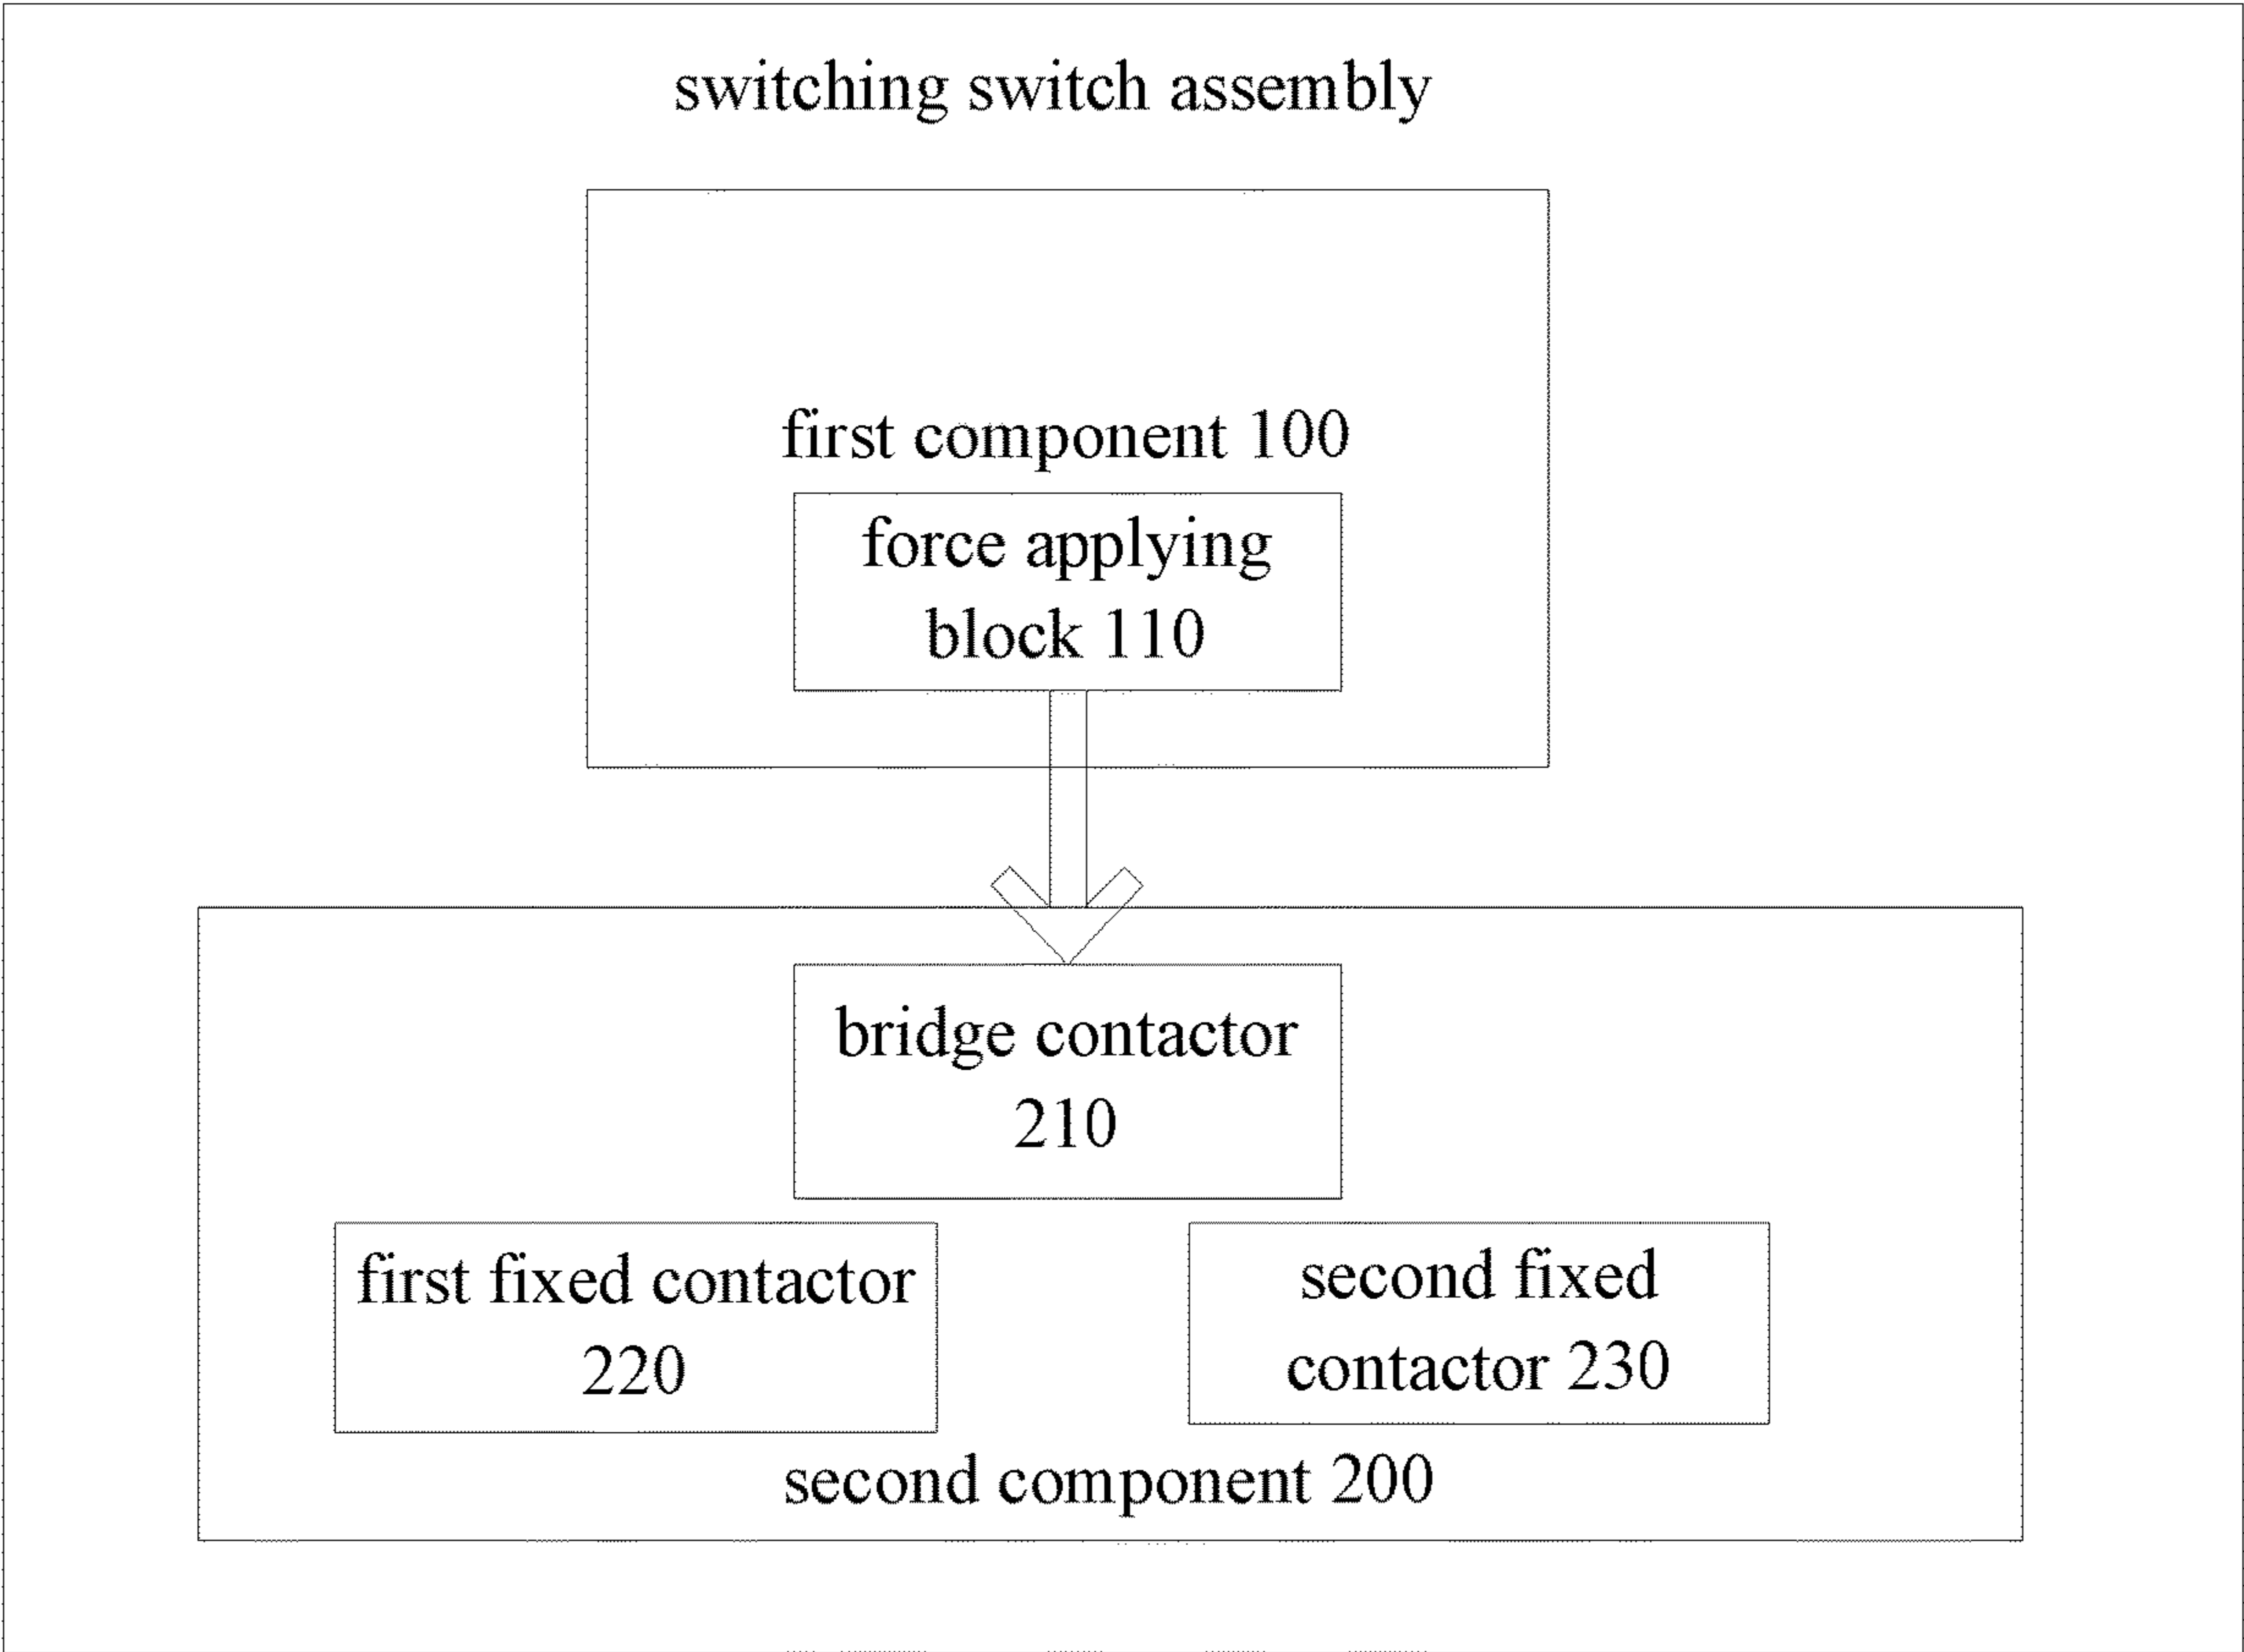 switching switch assembly
first component 100
force applying
block 110
bridge contactor
210
first fixed contactor
220
second fixed
contactor 230
second component 200